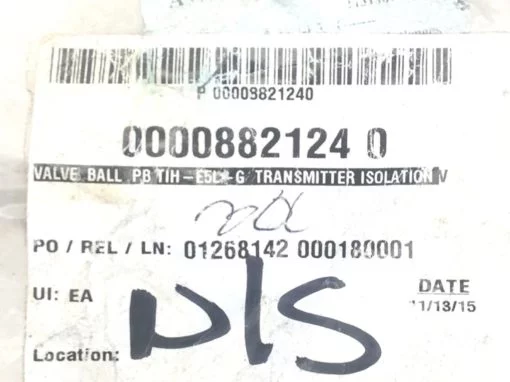 P 00009821240
0000882124 0
VALVE BALL PB TIH-E5L*-G TRANSMITTER ISOLATION V
PO / REL / LN: 01268142 000180001
UI: EA
DATE
11/13/15
Location:
DIS